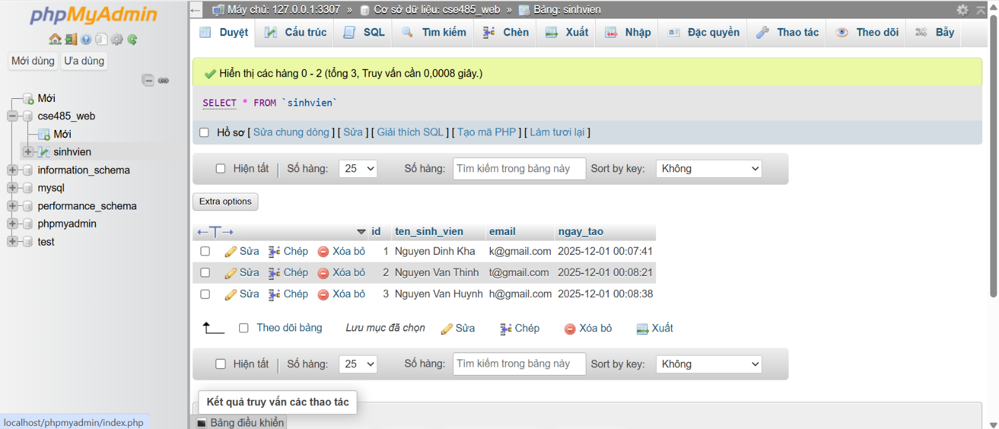 phpMyAdmin
Mới dùng Ưa dùng
Mới
cse485_web
Mới
sinhvien
information_schema
mysql
performance_schema
phpmyadmin
test
localhost/phpmyadmin/index.php
Máy chủ: 127.0.0.1:3307 » Cơ sở dữ liệu: cse485_web » Bảng: sinhvien
Duyệt Cấu trúc SQL Tìm kiếm Chèn Xuất Nhập Đặc quyền Thao tác Theo dõi Bẫy
Hiển thị các hàng 0 - 2 (tổng 3, Truy vấn cần 0,0008 giây.)
SELECT * FROM `sinhvien`
Hồ sơ [ Sửa chung dòng ] [ Sửa ] [ Giải thích SQL ] [ Tạo mã PHP ] [ Làm tươi lại ]
Hiện tất | Số hàng: 25 Số hàng: Tìm kiếm trong bảng này Sort by key: Không
Extra options
←T→ id ten_sinh_vien email ngay_tao
Sửa Chép Xóa bỏ 1 Nguyen Dinh Kha k@gmail.com 2025-12-01 00:07:41
Sửa Chép Xóa bỏ 2 Nguyen Van Thinh t@gmail.com 2025-12-01 00:08:21
Sửa Chép Xóa bỏ 3 Nguyen Van Huynh h@gmail.com 2025-12-01 00:08:38
Theo dõi bảng Lưu mục đã chọn Sửa Chép Xóa bỏ Xuất
Hiện tất | Số hàng: 25 Số hàng: Tìm kiếm trong bảng này Sort by key: Không
Kết quả truy vấn các thao tác
Bảng điều khiển